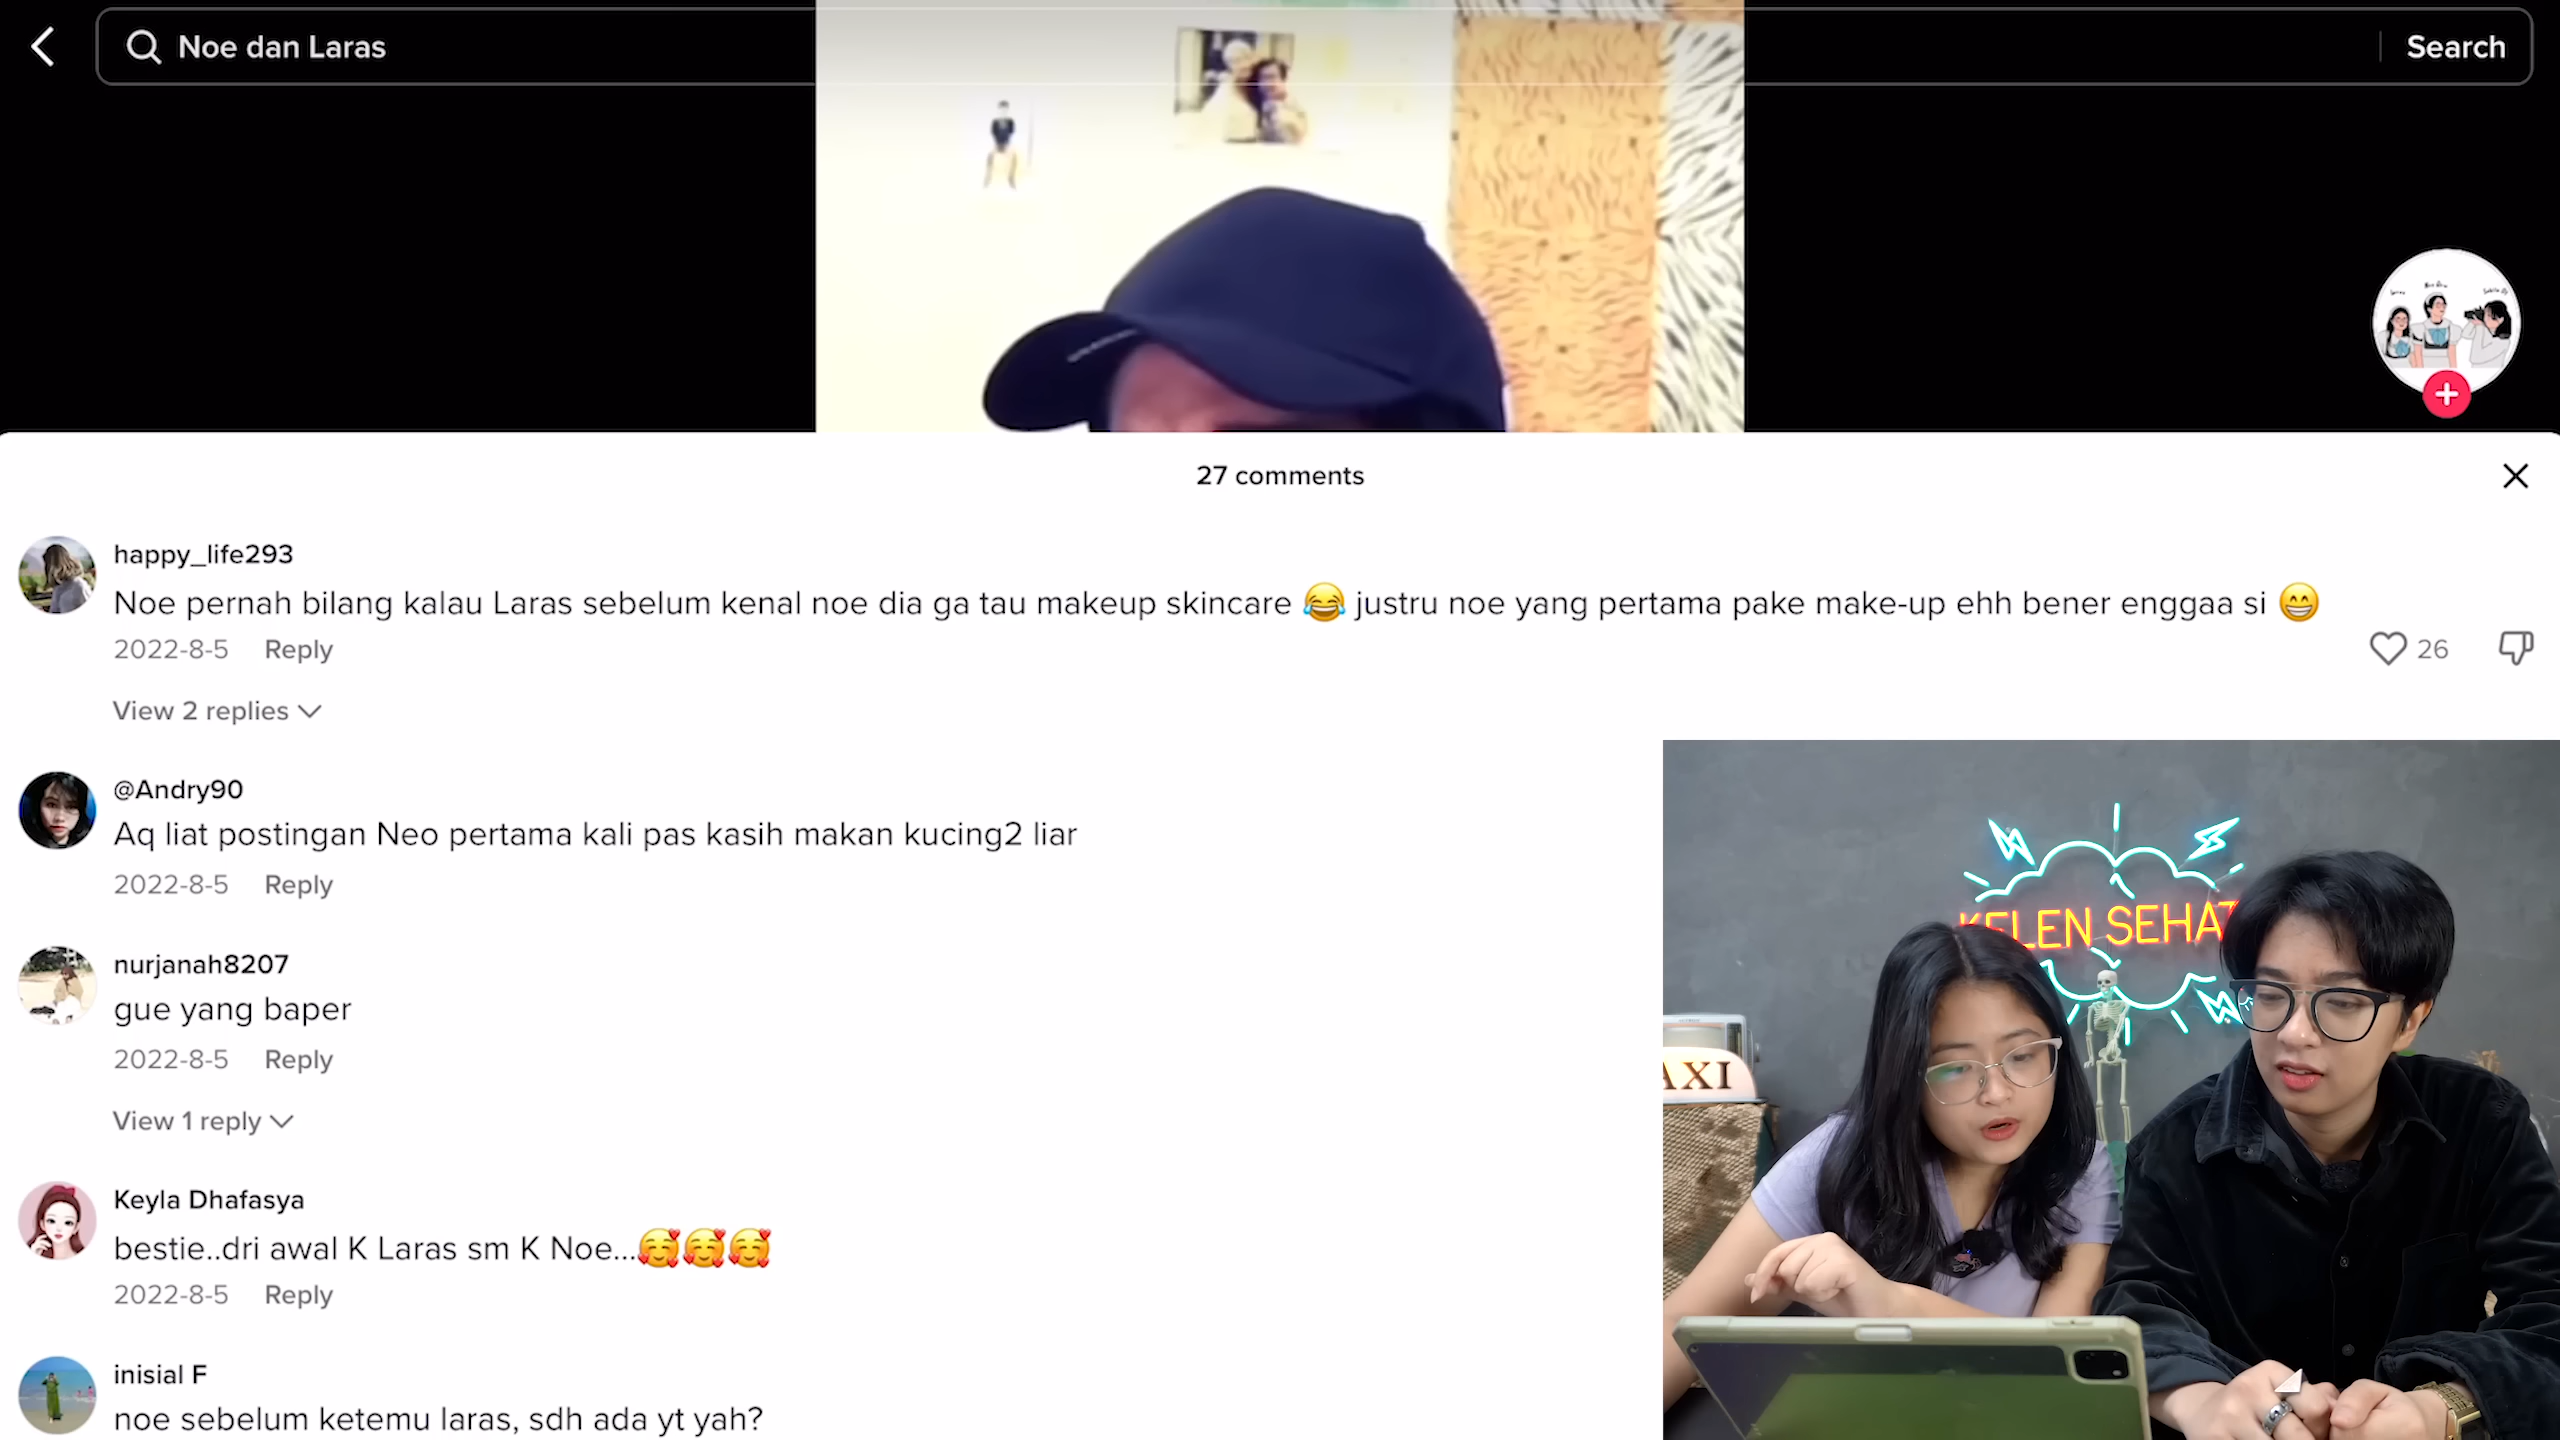 Noe dan Laras
Search
27 comments
happy_life293
Noe pernah bilang kalau Laras sebelum kenal noe dia ga tau makeup skincare 😂 justru noe yang pertama pake make-up ehh bener enggaa si 😁
2022-8-5 Reply
26
View 2 replies
@Andry90
Aq liat postingan Neo pertama kali pas kasih makan kucing2 liar
2022-8-5 Reply
nurjanah8207
gue yang baper
2022-8-5 Reply
View 1 reply
Keyla Dhafasya
bestie..dri awal K Laras sm K Noe...🥰🥰🥰
2022-8-5 Reply
inisial F
noe sebelum ketemu laras, sdh ada yt yah?
KELEN SEHAT
AXI